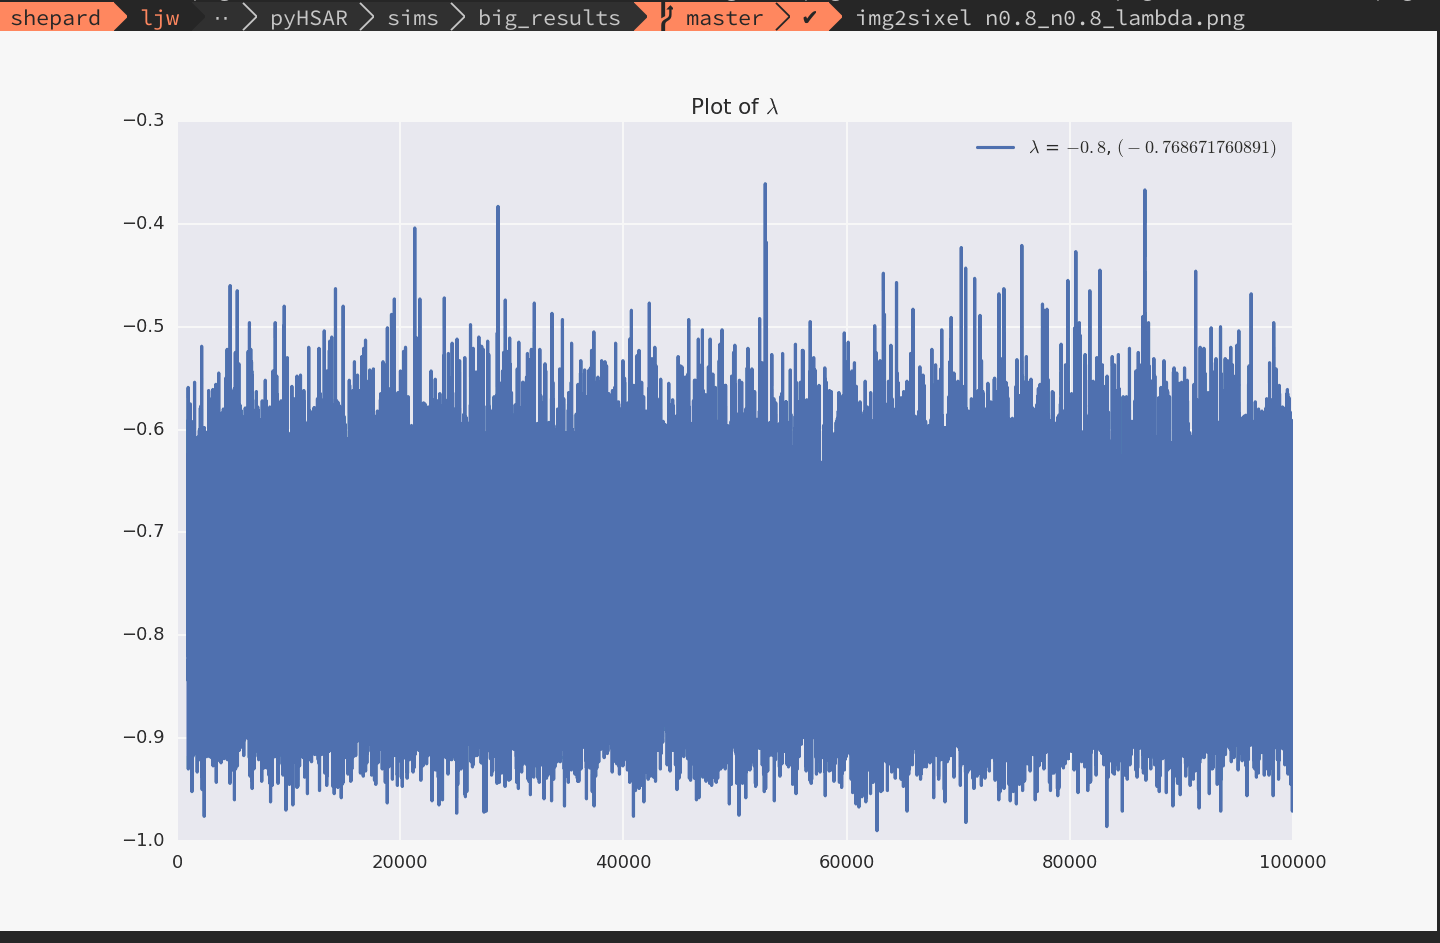 shepard ljw ·· pyHSAR sims big_results master ✔ img2sixel n0.8_n0.8_lambda.png
Plot of λ
λ = −0.8, (−0.768671760891)
−0.3
−0.4
−0.5
−0.6
−0.7
−0.8
−0.9
−1.0
0 20000 40000 60000 80000 100000